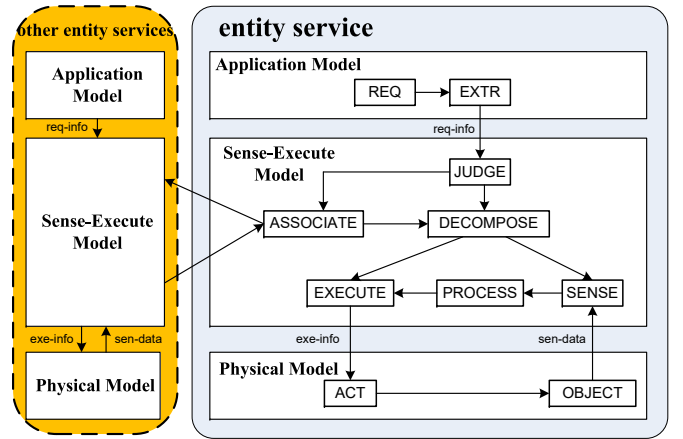 other entity services
Application
Model
req-info
Sense-Execute
Model
exe-info
sen-data
Physical Model
entity service
Application Model
REQ
EXTR
req-info
Sense-Execute
Model
JUDGE
ASSOCIATE
DECOMPOSE
EXECUTE
PROCESS
SENSE
exe-info
sen-data
Physical Model
ACT
OBJECT